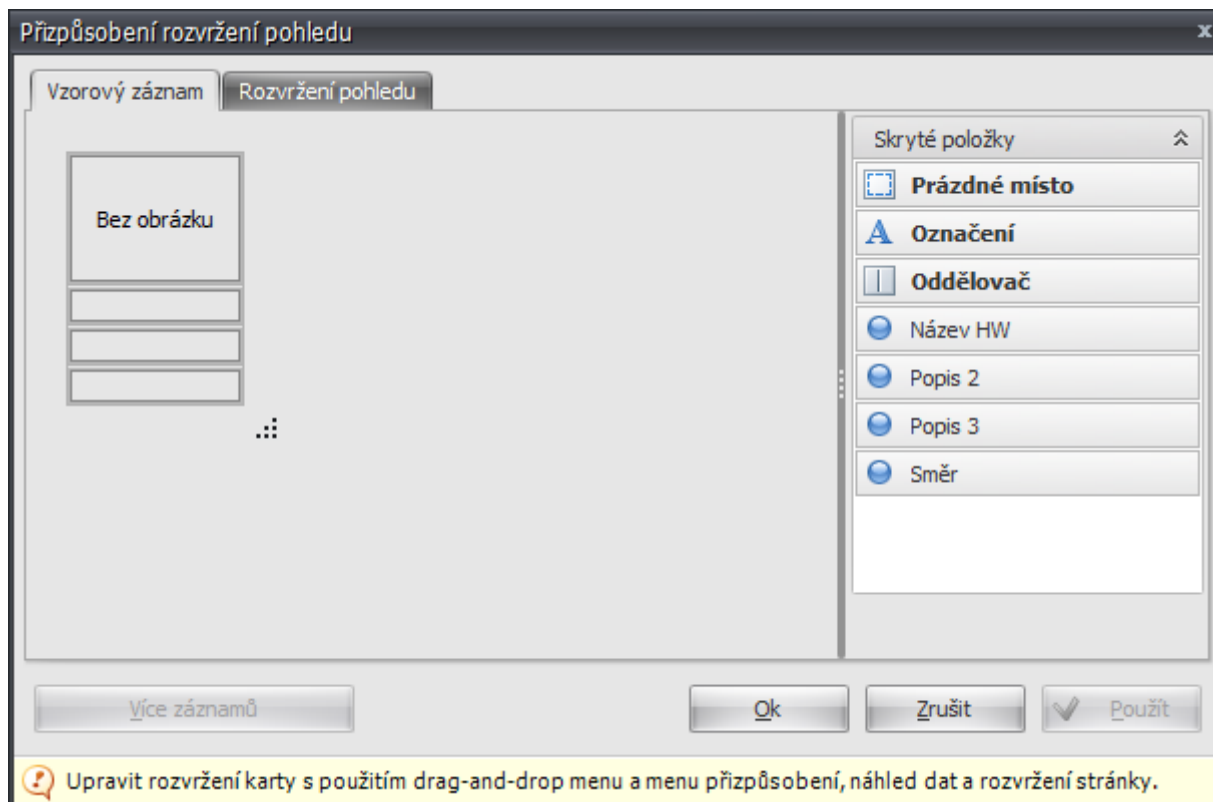 Přizpůsobení rozvržení pohledu
Vzorový záznam
Rozvržení pohledu
Bez obrázku
Skryté položky
Prázdné místo
Označení
Oddělovač
Název HW
Popis 2
Popis 3
Směr
Více záznamů
Ok
Zrušit
Použít
Upravit rozvržení karty s použitím drag-and-drop menu a menu přizpůsobení, náhled dat a rozvržení stránky.